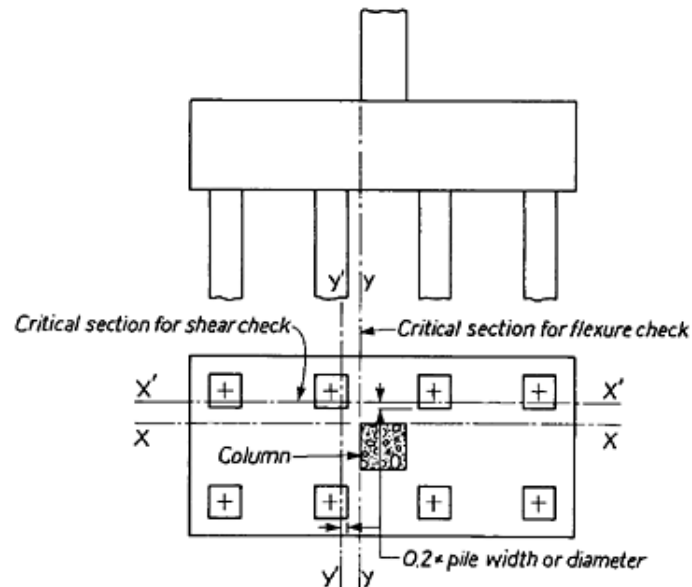 Y' Y
Critical section for shear check
Critical section for flexure check
X' X'
X X
Column
0.2 * pile width or diameter
Y' Y